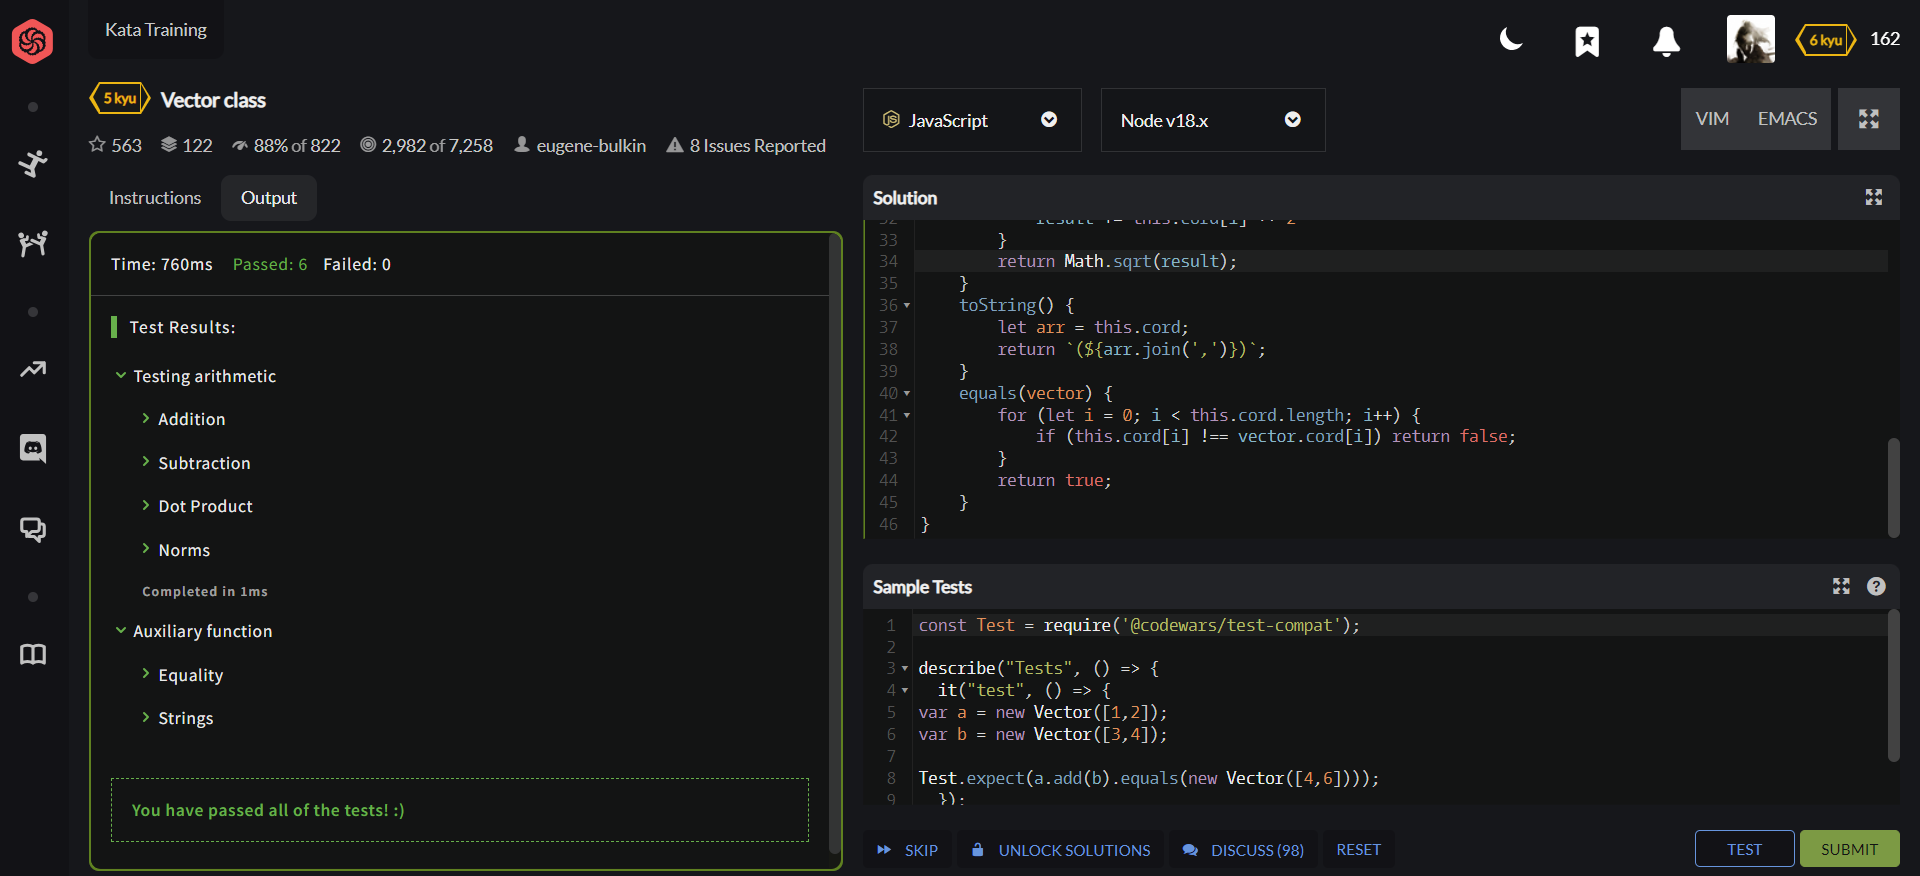 Kata Training
6 kyu 162
5 kyu Vector class
563 122 88% of 822 2,982 of 7,258 eugene-bulkin 8 Issues Reported
JavaScript
Node v18.x
VIM EMACS
Instructions Output
Time: 760ms Passed: 6 Failed: 0
Test Results:
Testing arithmetic
Addition
Subtraction
Dot Product
Norms
Completed in 1ms
Auxiliary function
Equality
Strings
You have passed all of the tests! :)
Solution
33 }
34 return Math.sqrt(result);
35 }
36 toString() {
37 let arr = this.cord;
38 return `(${arr.join(',')})`;
39 }
40 equals(vector) {
41 for (let i = 0; i < this.cord.length; i++) {
42 if (this.cord[i] !== vector.cord[i]) return false;
43 }
44 return true;
45 }
46 }
Sample Tests
1 const Test = require('@codewars/test-compat');
2
3 describe("Tests", () => {
4 it("test", () => {
5 var a = new Vector([1,2]);
6 var b = new Vector([3,4]);
7
8 Test.expect(a.add(b).equals(new Vector([4,6])));
9 });
SKIP UNLOCK SOLUTIONS DISCUSS (98) RESET TEST SUBMIT